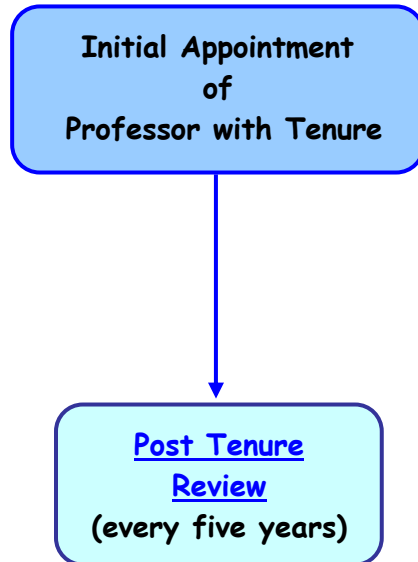 Initial Appointment
of
Professor with Tenure
Post Tenure
Review
(every five years)